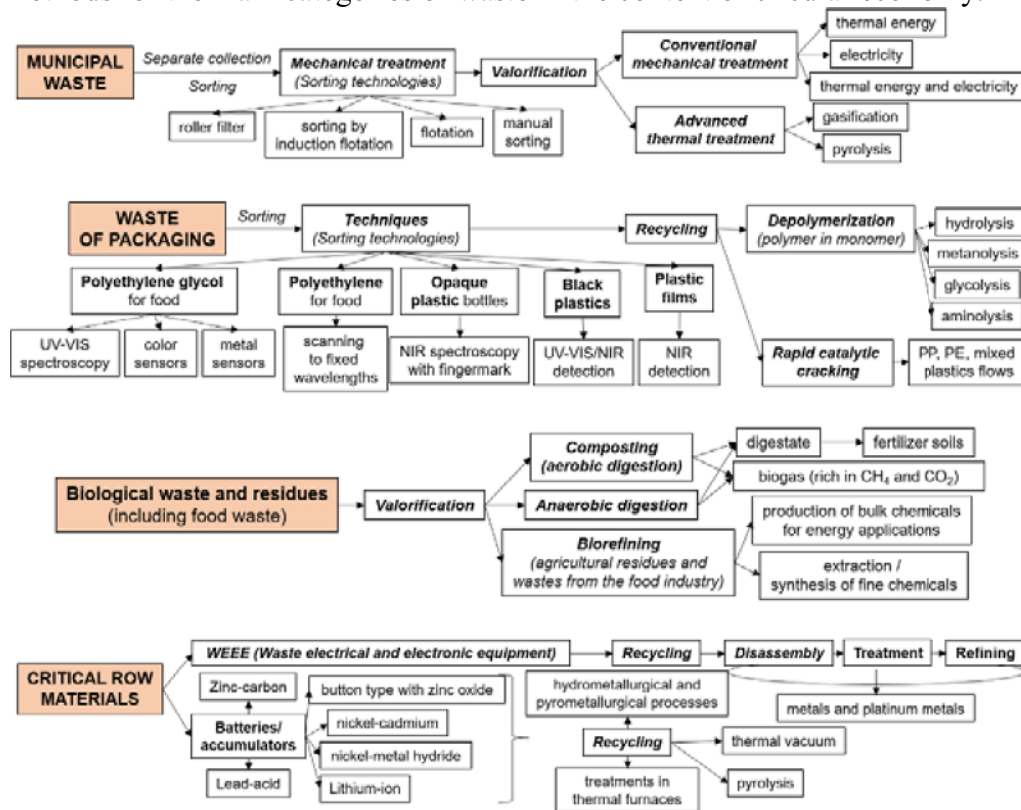 MUNICIPAL
WASTE
Separate collection
Sorting
Mechanical treatment
(Sorting technologies)
roller filter
sorting by
induction flotation
flotation
manual
sorting
Valorification
Conventional
mechanical treatment
thermal energy
electricity
thermal energy and electricity
Advanced
thermal treatment
gasification
pyrolysis
WASTE
OF PACKAGING
Sorting
Techniques
(Sorting technologies)
Polyethylene glycol
for food
UV-VIS
spectroscopy
color
sensors
metal
sensors
Polyethylene
for food
scanning
to fixed
wavelengths
Opaque
plastic bottles
NIR spectroscopy
with fingermark
Black
plastics
UV-VIS/NIR
detection
Plastic
films
NIR
detection
Recycling
Depolymerization
(polymer in monomer)
hydrolysis
metanolysis
glycolysis
aminolysis
Rapid catalytic
cracking
PP, PE, mixed
plastics flows
Biological waste and residues
(including food waste)
Valorification
Composting
(aerobic digestion)
Anaerobic digestion
digestate
fertilizer soils
biogas (rich in CH₄ and CO₂)
Biorefining
(agricultural residues and
wastes from the food industry)
production of bulk chemicals
for energy applications
extraction /
synthesis of fine chemicals
CRITICAL ROW
MATERIALS
WEEE (Waste electrical and electronic equipment)
Recycling
Disassembly
Treatment
Refining
metals and platinum metals
Batteries/
accumulators
Zinc-carbon
Lead-acid
button type with zinc oxide
nickel-cadmium
nickel-metal hydride
Lithium-ion
hydrometallurgical and
pyrometallurgical processes
Recycling
thermal vacuum
pyrolysis
treatments in
thermal furnaces